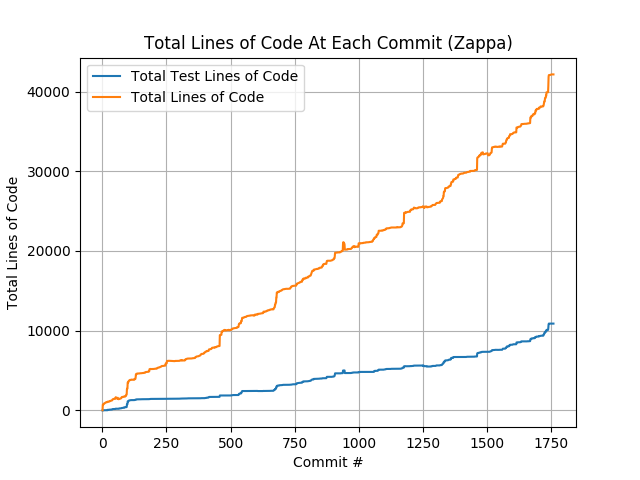 Total Lines of Code At Each Commit (Zappa)
Total Test Lines of Code
Total Lines of Code
Total Lines of Code
40000
30000
20000
10000
0
0 250 500 750 1000 1250 1500 1750
Commit #